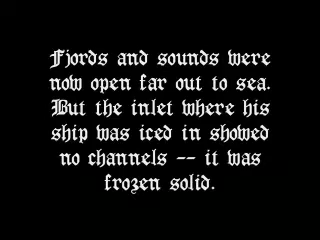 Fjords and sounds were
now open far out to sea.
But the inlet where his
ship was iced in showed
no channels -- it was
frozen solid.